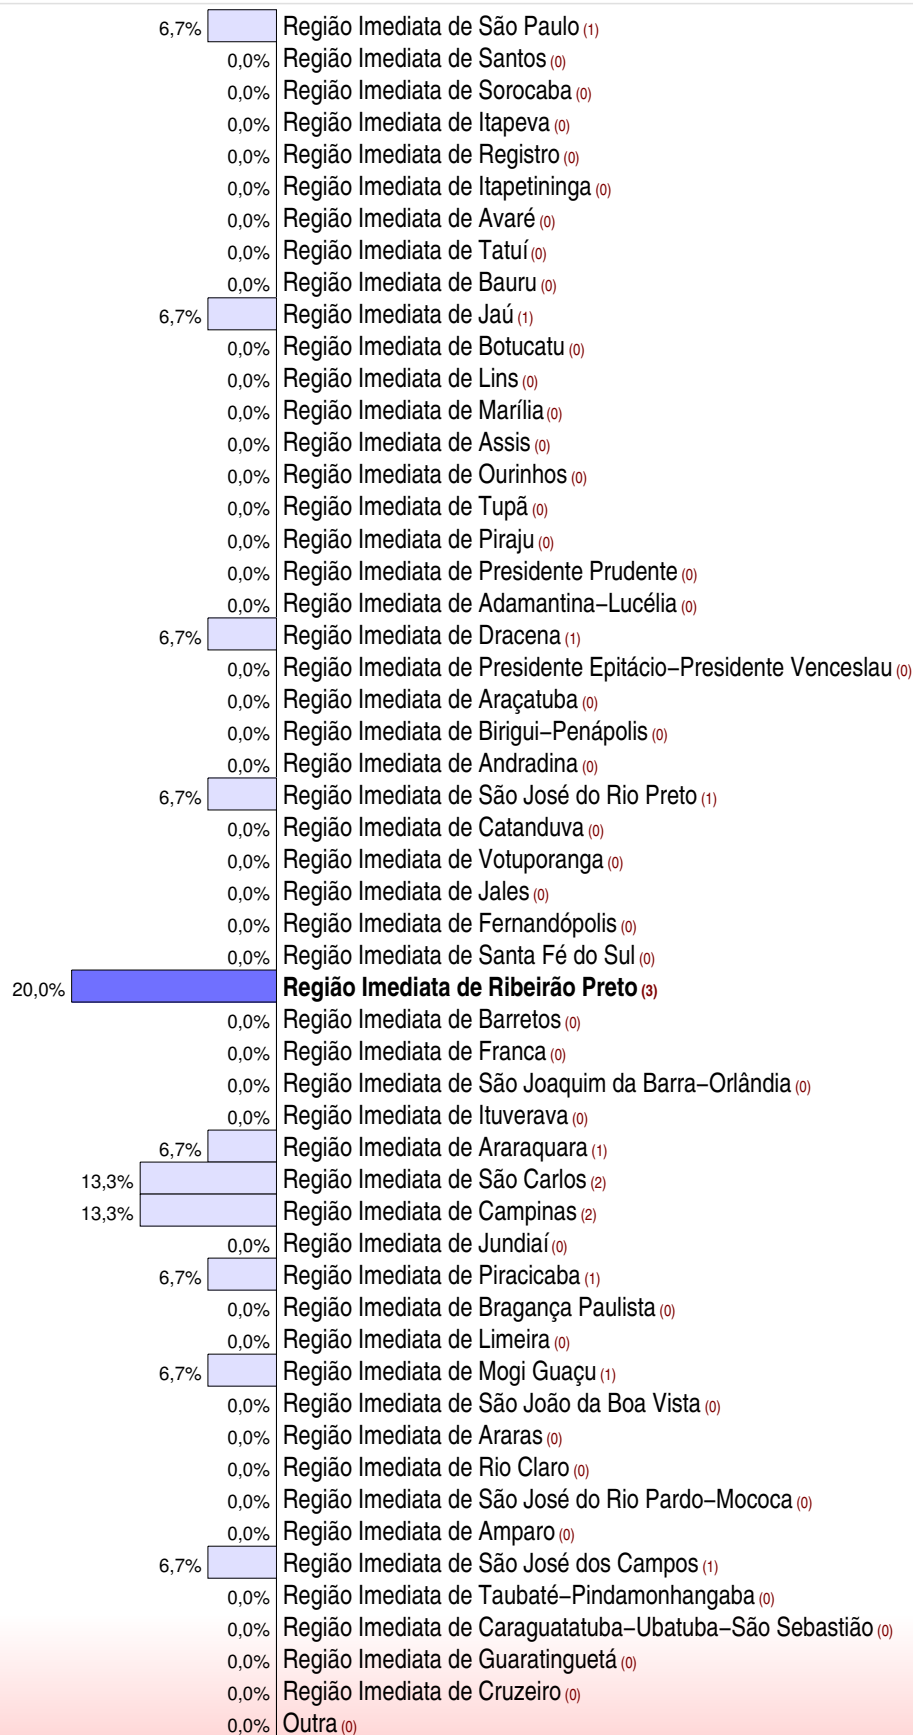 6,7% Região Imediata de São Paulo (1)
0,0% Região Imediata de Santos (0)
0,0% Região Imediata de Sorocaba (0)
0,0% Região Imediata de Itapeva (0)
0,0% Região Imediata de Registro (0)
0,0% Região Imediata de Itapetininga (0)
0,0% Região Imediata de Avaré (0)
0,0% Região Imediata de Tatuí (0)
0,0% Região Imediata de Bauru (0)
6,7% Região Imediata de Jaú (1)
0,0% Região Imediata de Botucatu (0)
0,0% Região Imediata de Lins (0)
0,0% Região Imediata de Marília (0)
0,0% Região Imediata de Assis (0)
0,0% Região Imediata de Ourinhos (0)
0,0% Região Imediata de Tupã (0)
0,0% Região Imediata de Piraju (0)
0,0% Região Imediata de Presidente Prudente (0)
0,0% Região Imediata de Adamantina–Lucélia (0)
6,7% Região Imediata de Dracena (1)
0,0% Região Imediata de Presidente Epitácio–Presidente Venceslau (0)
0,0% Região Imediata de Araçatuba (0)
0,0% Região Imediata de Birigui–Penápolis (0)
0,0% Região Imediata de Andradina (0)
6,7% Região Imediata de São José do Rio Preto (1)
0,0% Região Imediata de Catanduva (0)
0,0% Região Imediata de Votuporanga (0)
0,0% Região Imediata de Jales (0)
0,0% Região Imediata de Fernandópolis (0)
0,0% Região Imediata de Santa Fé do Sul (0)
20,0% Região Imediata de Ribeirão Preto (3)
0,0% Região Imediata de Barretos (0)
0,0% Região Imediata de Franca (0)
0,0% Região Imediata de São Joaquim da Barra–Orlândia (0)
0,0% Região Imediata de Ituverava (0)
6,7% Região Imediata de Araraquara (1)
13,3% Região Imediata de São Carlos (2)
13,3% Região Imediata de Campinas (2)
0,0% Região Imediata de Jundiaí (0)
6,7% Região Imediata de Piracicaba (1)
0,0% Região Imediata de Bragança Paulista (0)
0,0% Região Imediata de Limeira (0)
6,7% Região Imediata de Mogi Guaçu (1)
0,0% Região Imediata de São João da Boa Vista (0)
0,0% Região Imediata de Araras (0)
0,0% Região Imediata de Rio Claro (0)
0,0% Região Imediata de São José do Rio Pardo–Mococa (0)
0,0% Região Imediata de Amparo (0)
6,7% Região Imediata de São José dos Campos (1)
0,0% Região Imediata de Taubaté–Pindamonhangaba (0)
0,0% Região Imediata de Caraguatatuba–Ubatuba–São Sebastião (0)
0,0% Região Imediata de Guaratinguetá (0)
0,0% Região Imediata de Cruzeiro (0)
0,0% Outra (0)